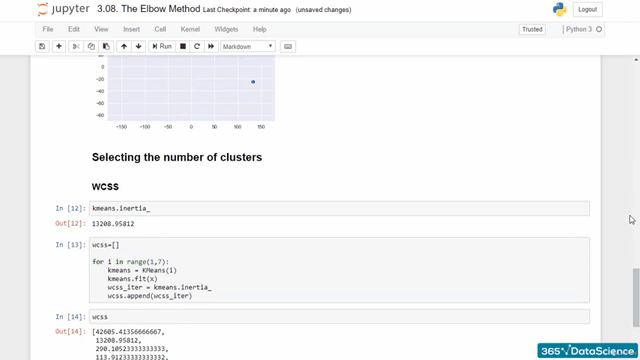 jupyter 3.08. The Elbow Method Last Checkpoint: a minute ago (unsaved changes) Logout
File Edit View Insert Cell Kernel Widgets Help Trusted Python 3
Run Markdown
20
0
−20
−40
−60
−80
−150 −100 −50 0 50 100 150
Selecting the number of clusters
WCSS
In [12] kmeans.inertia_
Out[12]: 13208.95812
In [13] wcss=[]
for i in range(1,7):
kmeans = KMeans(i)
kmeans.fit(x)
wcss_iter = kmeans.inertia_
wcss.append(wcss_iter)
In [14] wcss
Out[14]: [42605.41356666667,
13208.95812,
290.10523333333333,
113.91233333333332,
365 DataScience